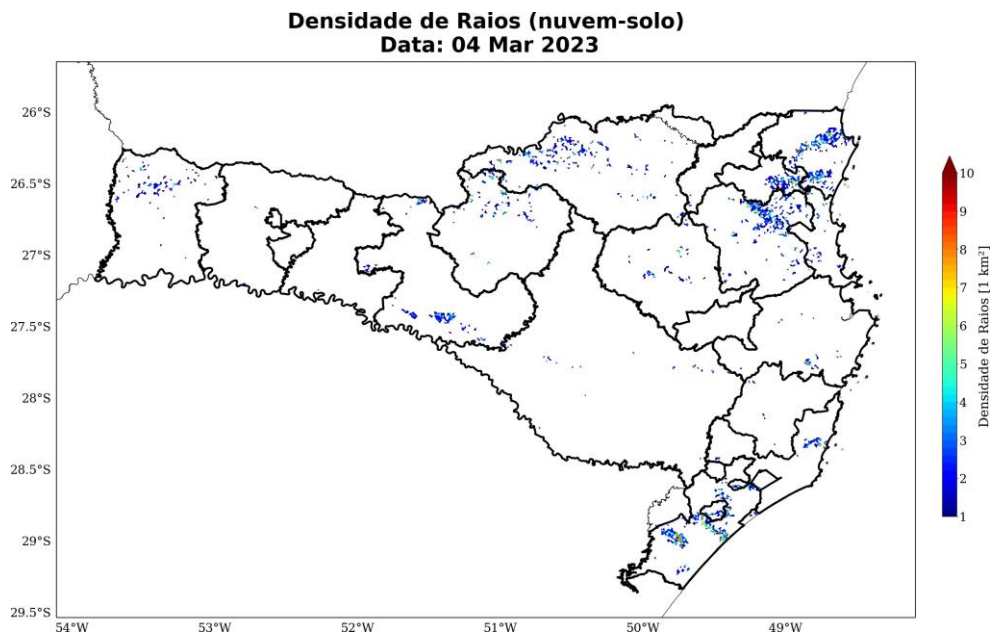 Densidade de Raios (nuvem-solo)
Data: 04 Mar 2023
26°S
26.5°S
27°S
27.5°S
28°S
28.5°S
29°S
29.5°S
54°W
53°W
52°W
51°W
50°W
49°W
10
9
8
7
6
5
4
3
2
1
Densidade de Raios [1 km²]